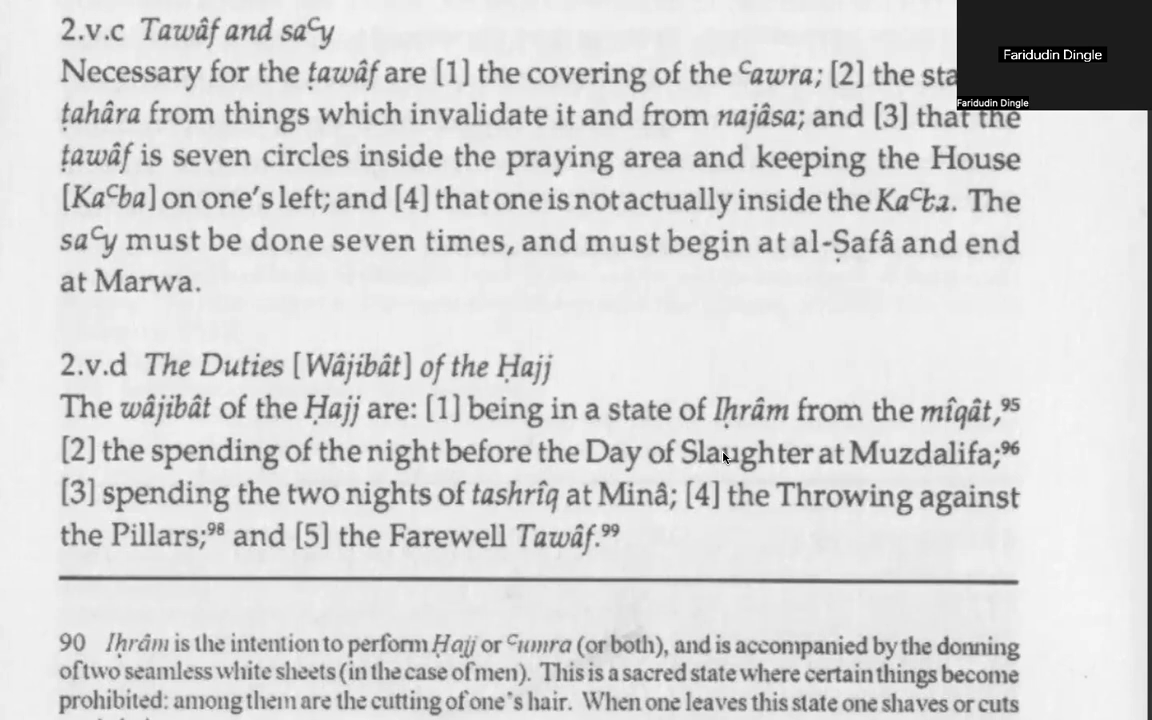 2.v.c Tawâf and saᶜy
Necessary for the ṭawâf are [1] the covering of the ᶜawra; [2] the sta
ṭahâra from things which invalidate it and from najâsa; and [3] that the
ṭawâf is seven circles inside the praying area and keeping the House
[Kaᶜba] on one's left; and [4] that one is not actually inside the Kaᶜba. The
saᶜy must be done seven times, and must begin at al-Ṣafâ and end
at Marwa.
2.v.d The Duties [Wâjibât] of the Ḥajj
The wâjibât of the Ḥajj are: [1] being in a state of Iḥrâm from the mîqât,⁹⁵
[2] the spending of the night before the Day of Slaughter at Muzdalifa;⁹⁶
[3] spending the two nights of tashrîq at Minâ; [4] the Throwing against
the Pillars;⁹⁸ and [5] the Farewell Tawâf.⁹⁹
90 Iḥrâm is the intention to perform Ḥajj or ᶜumra (or both), and is accompanied by the donning
of two seamless white sheets (in the case of men). This is a sacred state where certain things become
prohibited: among them are the cutting of one's hair. When one leaves this state one shaves or cuts
Faridudin Dingle
Faridudin Dingle